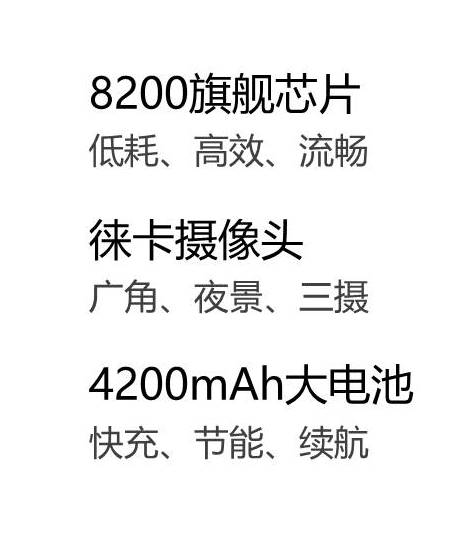 8200旗舰芯片
低耗、高效、流畅
徕卡摄像头
广角、夜景、三摄
4200mAh大电池
快充、节能、续航